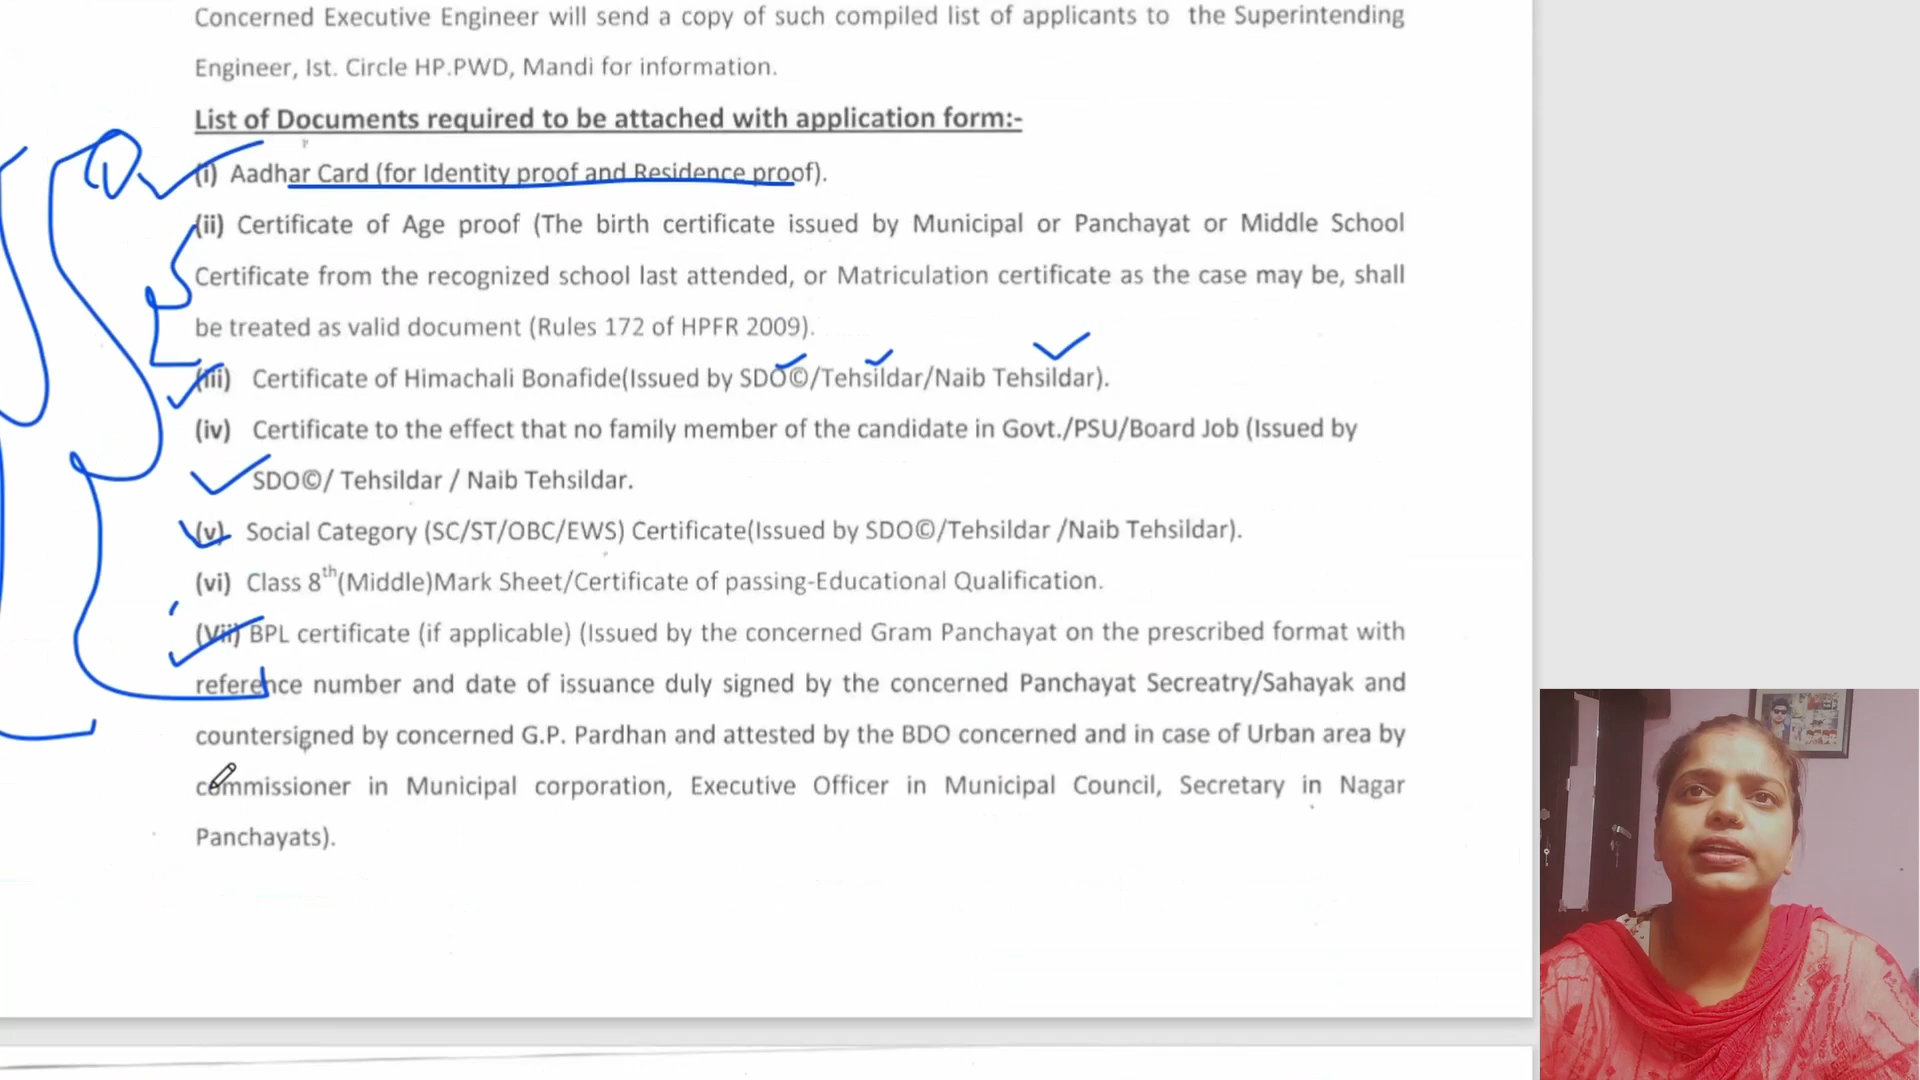 Concerned Executive Engineer will send a copy of such compiled list of applicants to the Superintending
Engineer, Ist. Circle HP.PWD, Mandi for information.
List of Documents required to be attached with application form:-
(i) Aadhar Card (for Identity proof and Residence proof).
(ii) Certificate of Age proof (The birth certificate issued by Municipal or Panchayat or Middle School
Certificate from the recognized school last attended, or Matriculation certificate as the case may be, shall
be treated as valid document (Rules 172 of HPFR 2009).
(iii) Certificate of Himachali Bonafide(Issued by SDO©/Tehsildar/Naib Tehsildar).
(iv) Certificate to the effect that no family member of the candidate in Govt./PSU/Board Job (Issued by
SDO©/ Tehsildar / Naib Tehsildar.
(v) Social Category (SC/ST/OBC/EWS) Certificate(Issued by SDO©/Tehsildar /Naib Tehsildar).
(vi) Class 8th(Middle)Mark Sheet/Certificate of passing-Educational Qualification.
(Vii) BPL certificate (if applicable) (Issued by the concerned Gram Panchayat on the prescribed format with
reference number and date of issuance duly signed by the concerned Panchayat Secreatry/Sahayak and
countersigned by concerned G.P. Pardhan and attested by the BDO concerned and in case of Urban area by
commissioner in Municipal corporation, Executive Officer in Municipal Council, Secretary in Nagar
Panchayats).